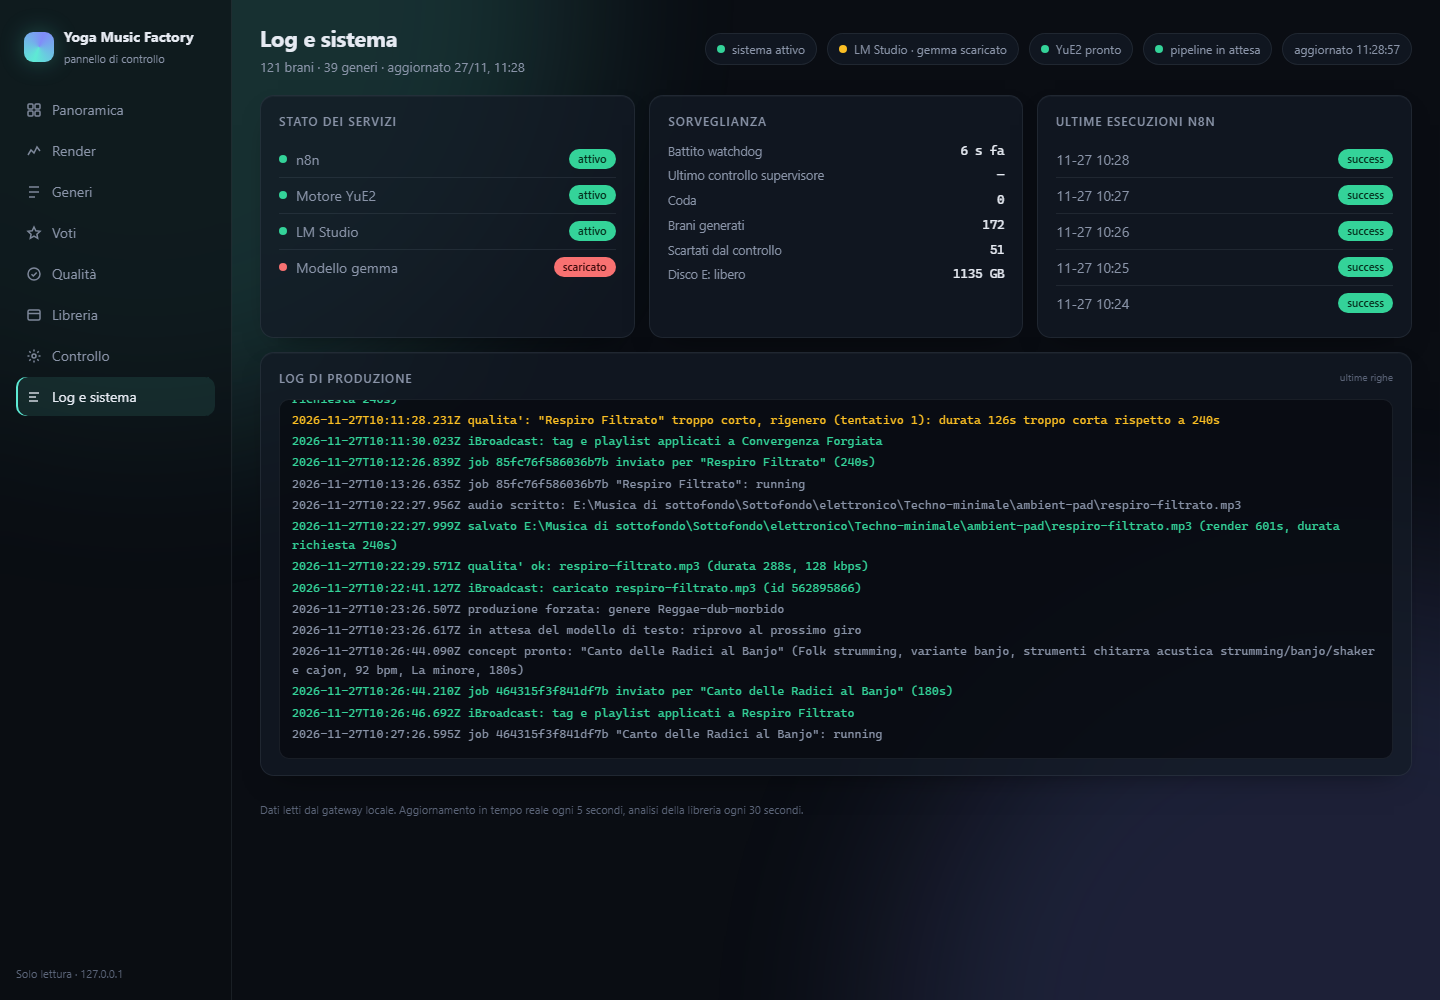 Yoga Music Factory
pannello di controllo
Panoramica
Render
Generi
Voti
Qualità
Libreria
Controllo
Log e sistema
Solo lettura · 127.0.0.1
Log e sistema
121 brani · 39 generi · aggiornato 27/11, 11:28
sistema attivo
LM Studio · gemma scaricato
YuE2 pronto
pipeline in attesa
aggiornato 11:28:57
STATO DEI SERVIZI
n8n attivo
Motore YuE2 attivo
LM Studio attivo
Modello gemma scaricato
SORVEGLIANZA
Battito watchdog 6 s fa
Ultimo controllo supervisore —
Coda 0
Brani generati 172
Scartati dal controllo 51
Disco E: libero 1135 GB
ULTIME ESECUZIONI N8N
11-27 10:28 success
11-27 10:27 success
11-27 10:26 success
11-27 10:25 success
11-27 10:24 success
LOG DI PRODUZIONE
ultime righe
richiesta 240s)
2026-11-27T10:11:28.231Z qualita': "Respiro Filtrato" troppo corto, rigenero (tentativo 1): durata 126s troppo corta rispetto a 240s
2026-11-27T10:11:30.023Z iBroadcast: tag e playlist applicati a Convergenza Forgiata
2026-11-27T10:12:26.839Z job 85fc76f586036b7b inviato per "Respiro Filtrato" (240s)
2026-11-27T10:13:26.635Z job 85fc76f586036b7b "Respiro Filtrato": running
2026-11-27T10:22:27.956Z audio scritto: E:\Musica di sottofondo\Sottofondo\elettronico\Techno-minimale\ambient-pad\respiro-filtrato.mp3
2026-11-27T10:22:27.999Z salvato E:\Musica di sottofondo\Sottofondo\elettronico\Techno-minimale\ambient-pad\respiro-filtrato.mp3 (render 601s, durata
richiesta 240s)
2026-11-27T10:22:29.571Z qualita' ok: respiro-filtrato.mp3 (durata 288s, 128 kbps)
2026-11-27T10:22:41.127Z iBroadcast: caricato respiro-filtrato.mp3 (id 562895866)
2026-11-27T10:23:26.507Z produzione forzata: genere Reggae-dub-morbido
2026-11-27T10:23:26.617Z in attesa del modello di testo: riprovo al prossimo giro
2026-11-27T10:26:44.090Z concept pronto: "Canto delle Radici al Banjo" (Folk strumming, variante banjo, strumenti chitarra acustica strumming/banjo/shaker
e cajon, 92 bpm, La minore, 180s)
2026-11-27T10:26:44.210Z job 464315f3f841df7b inviato per "Canto delle Radici al Banjo" (180s)
2026-11-27T10:26:46.692Z iBroadcast: tag e playlist applicati a Respiro Filtrato
2026-11-27T10:27:26.595Z job 464315f3f841df7b "Canto delle Radici al Banjo": running
Dati letti dal gateway locale. Aggiornamento in tempo reale ogni 5 secondi, analisi della libreria ogni 30 secondi.